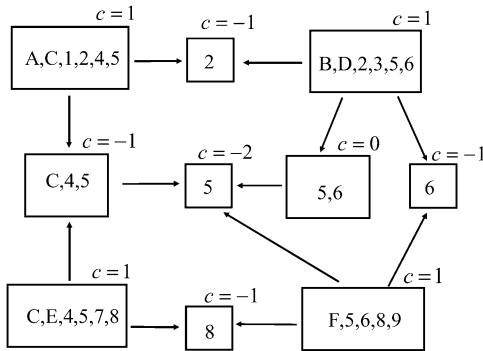 c = 1
A,C,1,2,4,5
c = −1
2
c = 1
B,D,2,3,5,6
c = −1
C,4,5
c = −2
5
c = 0
5,6
c = −1
6
c = 1
C,E,4,5,7,8
c = −1
8
c = 1
F,5,6,8,9